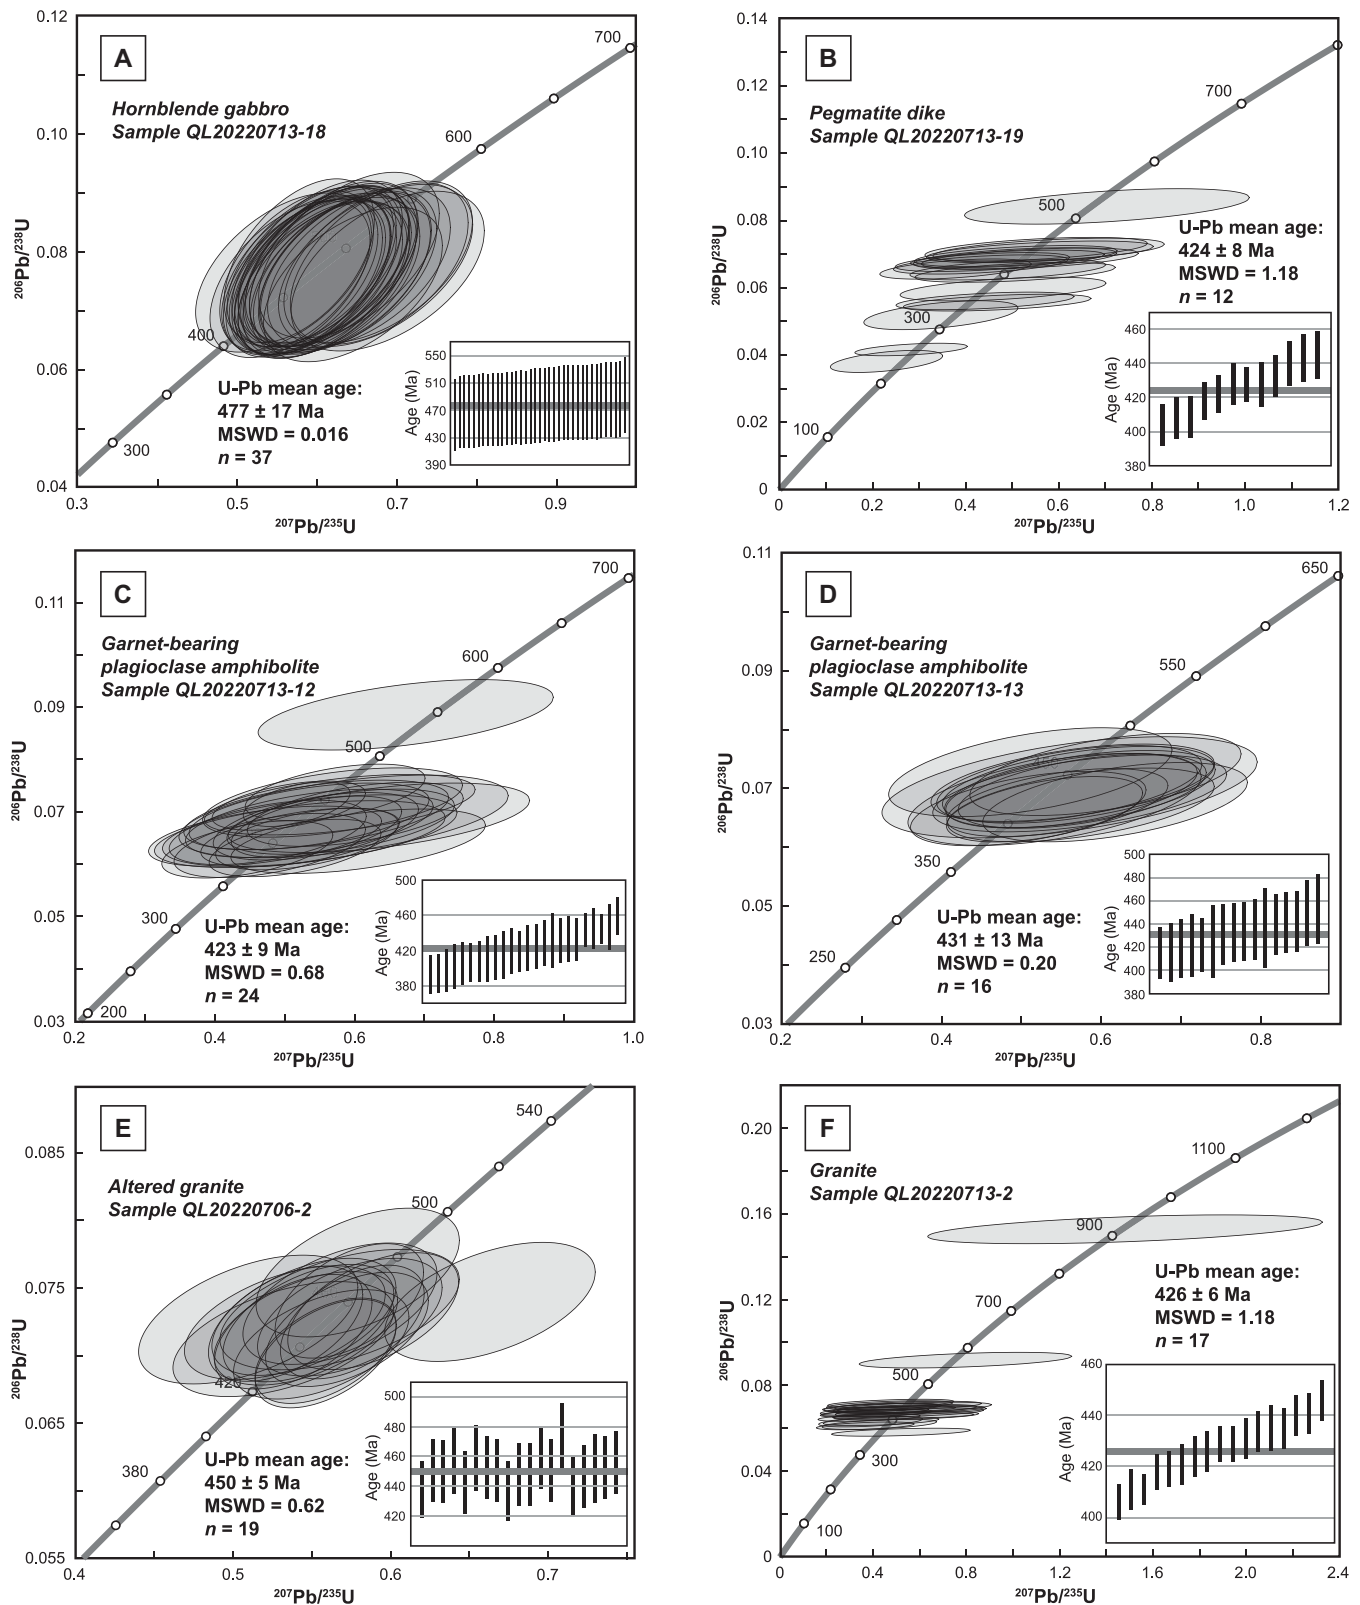 A
Hornblende gabbro
Sample QL20220713-18
0.12
0.10
0.08
0.06
0.04
206Pb/238U
700
600
400
300
U-Pb mean age:
477 ± 17 Ma
MSWD = 0.016
n = 37
Age (Ma)
550
510
470
430
390
0.3
0.5
0.7
0.9
207Pb/235U
B
Pegmatite dike
Sample QL20220713-19
0.14
0.12
0.10
0.08
0.06
0.04
0.02
0
206Pb/238U
700
500
300
100
U-Pb mean age:
424 ± 8 Ma
MSWD = 1.18
n = 12
460
440
420
400
380
0
0.2
0.4
0.6
0.8
1.0
1.2
207Pb/235U
C
Garnet-bearing
plagioclase amphibolite
Sample QL20220713-12
0.11
0.09
0.07
0.05
0.03
206Pb/238U
700
600
500
300
200
U-Pb mean age:
423 ± 9 Ma
MSWD = 0.68
n = 24
Age (Ma)
500
460
420
380
0.2
0.4
0.6
0.8
1.0
207Pb/235U
D
Garnet-bearing
plagioclase amphibolite
Sample QL20220713-13
0.11
0.09
0.07
0.05
0.03
206Pb/238U
650
550
450
350
250
U-Pb mean age:
431 ± 13 Ma
MSWD = 0.20
n = 16
Age (Ma)
500
480
460
440
420
400
380
0.2
0.4
0.6
0.8
207Pb/235U
E
Altered granite
Sample QL20220706-2
0.085
0.075
0.065
0.055
206Pb/238U
540
500
420
380
U-Pb mean age:
450 ± 5 Ma
MSWD = 0.62
n = 19
Age (Ma)
500
480
460
440
420
0.4
0.5
0.6
0.7
207Pb/235U
F
Granite
Sample QL20220713-2
0.20
0.16
0.12
0.08
0.04
0
206Pb/238U
1100
900
700
500
300
100
U-Pb mean age:
426 ± 6 Ma
MSWD = 1.18
n = 17
Age (Ma)
460
440
420
400
0
0.4
0.8
1.2
1.6
2.0
2.4
207Pb/235U